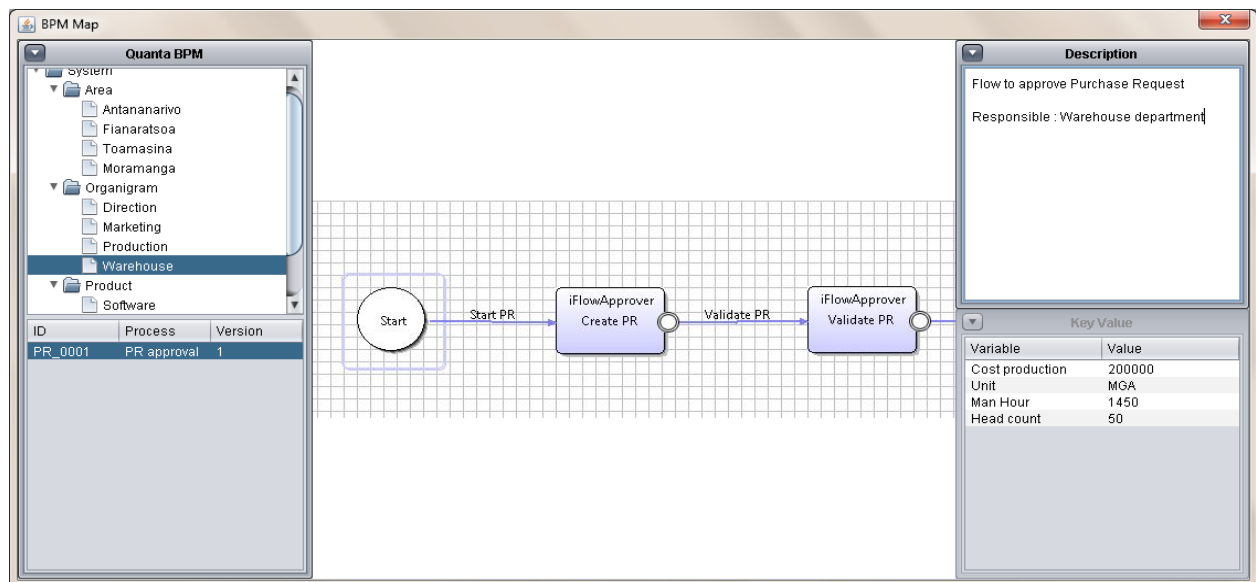 BPM Map
Quanta BPM
System
Area
Antananarivo
Fianaratsoa
Toamasina
Moramanga
Organigram
Direction
Marketing
Production
Warehouse
Product
Software
ID Process Version
PR_0001 PR approval 1
Start
Start PR
iFlowApprover
Create PR
Validate PR
iFlowApprover
Validate PR
Description
Flow to approve Purchase Request
Responsible : Warehouse department
Key Value
Variable Value
Cost production 200000
Unit MGA
Man Hour 1450
Head count 50